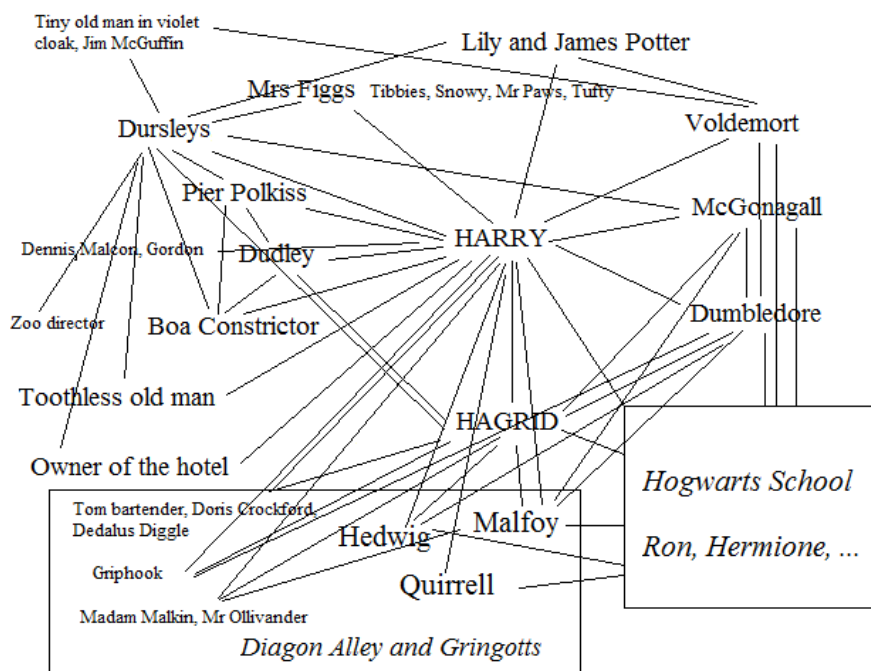 Tiny old man in violet
cloak, Jim McGuffin
Lily and James Potter
Mrs Figgs
Tibbies, Snowy, Mr Paws, Tufty
Dursleys
Voldemort
Pier Polkiss
McGonagall
HARRY
Dennis, Malcon, Gordon
Dudley
Zoo director
Boa Constrictor
Dumbledore
Toothless old man
HAGRID
Owner of the hotel
Hogwarts School
Ron, Hermione, ...
Tom bartender, Doris Crockford,
Dedalus Diggle
Hedwig
Malfoy
Griphook
Quirrell
Madam Malkin, Mr Ollivander
Diagon Alley and Gringotts